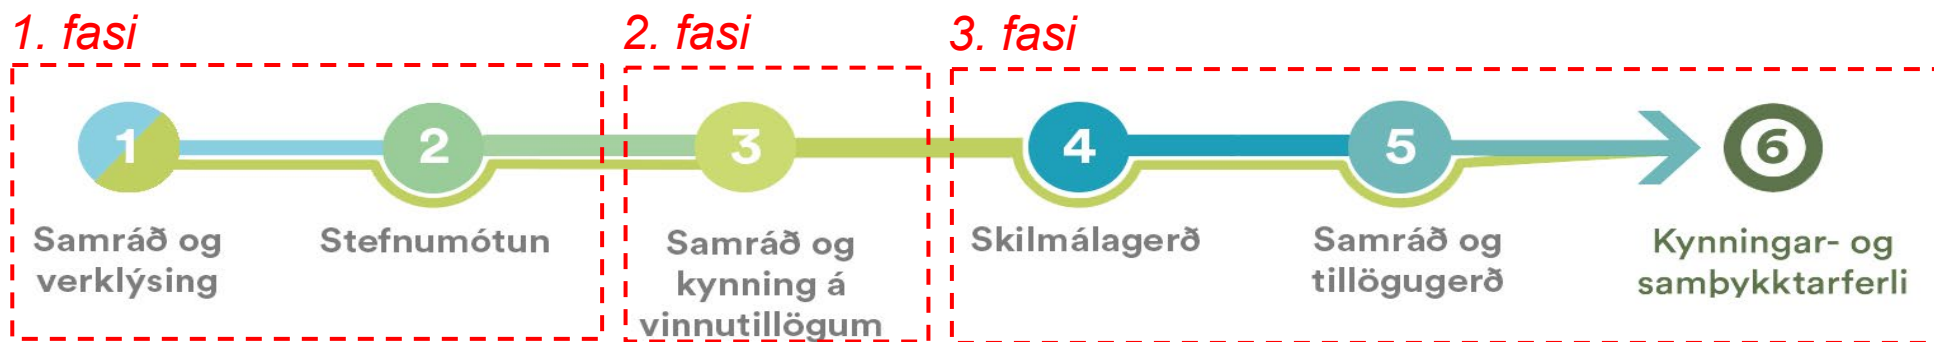 1. fasi
2. fasi
3. fasi
1
2
3
4
5
6
Samráð og
verklýsing
Stefnumótun
Samráð og
kynning á
vinnutillögum
Skilmálagerð
Samráð og
tillögugerð
Kynningar- og
samþykktarferli